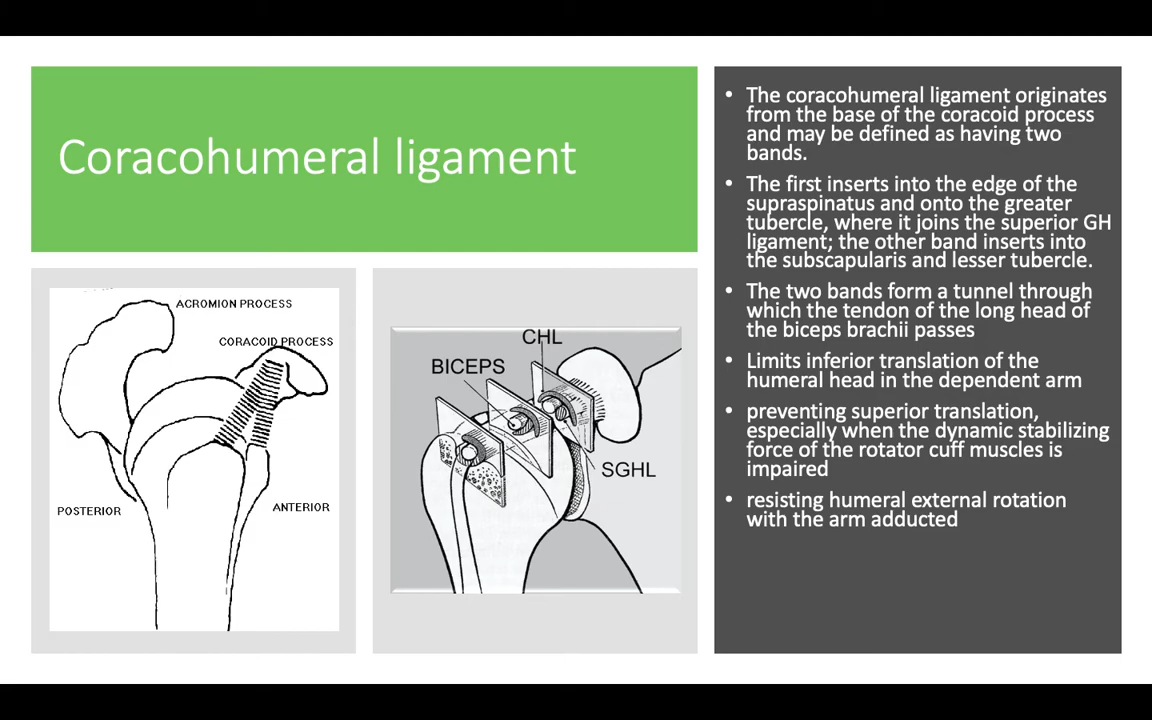 Coracohumeral ligament
ACROMION PROCESS
CORACOID PROCESS
POSTERIOR
ANTERIOR
CHL
BICEPS
SGHL
• The coracohumeral ligament originates
from the base of the coracoid process
and may be defined as having two
bands.
• The first inserts into the edge of the
supraspinatus and onto the greater
tubercle, where it joins the superior GH
ligament; the other band inserts into
the subscapularis and lesser tubercle.
• The two bands form a tunnel through
which the tendon of the long head of
the biceps brachii passes
• Limits inferior translation of the
humeral head in the dependent arm
• preventing superior translation,
especially when the dynamic stabilizing
force of the rotator cuff muscles is
impaired
• resisting humeral external rotation
with the arm adducted